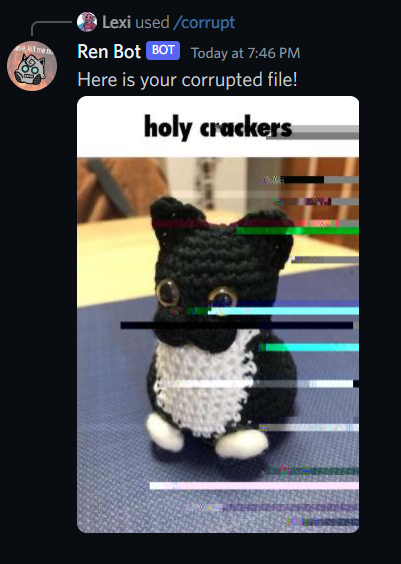 Lexi used /corrupt
Ren Bot BOT Today at 7:46 PM
Here is your corrupted file!
holy crackers